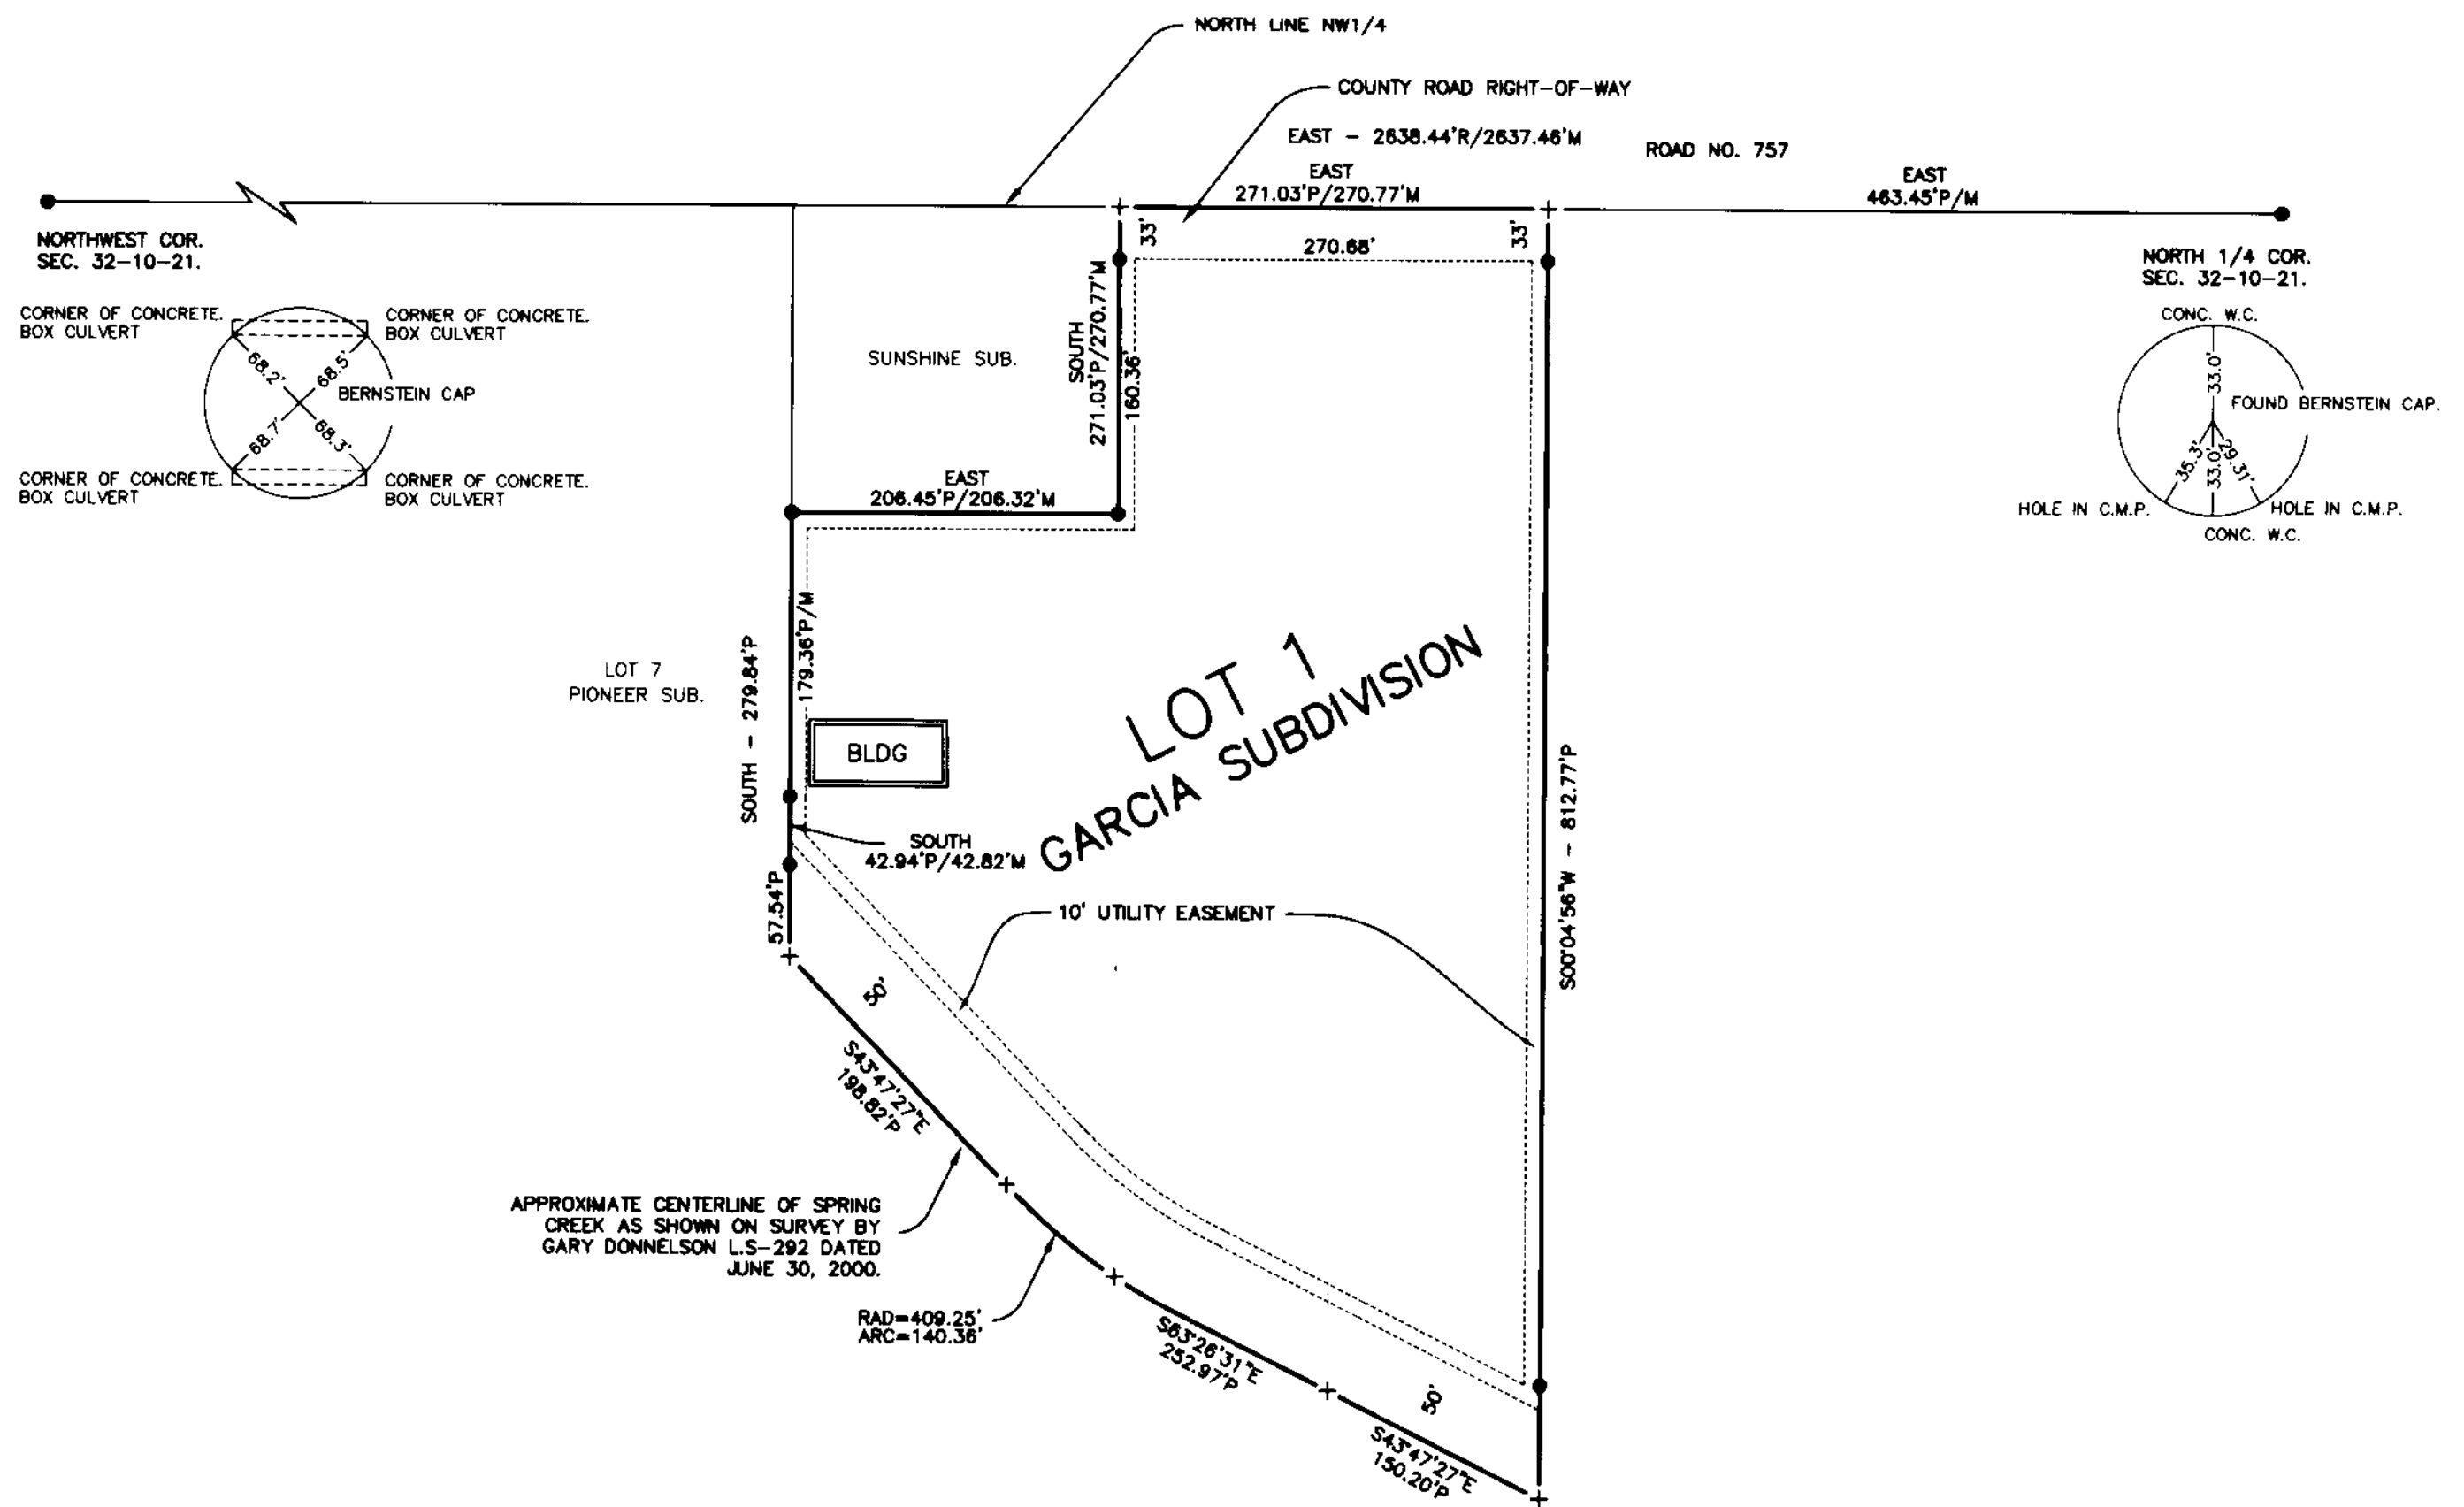 NORTH LINE NW1/4
COUNTY ROAD RIGHT-OF-WAY
EAST - 2638.44'R/2637.46'M
ROAD NO. 757
EAST
271.03'P/270.77'M
EAST
463.45'P/M
NORTHWEST COR.
SEC. 32-10-21.
33'
33'
270.68'
NORTH 1/4 COR.
SEC. 32-10-21.
CORNER OF CONCRETE.
BOX CULVERT
CORNER OF CONCRETE.
BOX CULVERT
68.2'
68.5'
BERNSTEIN CAP
68.7'
68.3'
CORNER OF CONCRETE.
BOX CULVERT
CORNER OF CONCRETE.
BOX CULVERT
SUNSHINE SUB.
SOUTH
271.03'P/270.77'M
160.36'
CONC. W.C.
33.0'
FOUND BERNSTEIN CAP.
35.3'
33.0'
29.31'
HOLE IN C.M.P.
HOLE IN C.M.P.
CONC. W.C.
EAST
206.45'P/206.32'M
LOT 7
PIONEER SUB.
SOUTH - 279.84'P
179.36'P/M
BLDG
LOT 1
GARCIA SUBDIVISION
S00°04'56"W - 812.77'P
SOUTH
42.94'P/42.82'M
57.54'P
10' UTILITY EASEMENT
50'
S43°47'27"E
198.82'P
APPROXIMATE CENTERLINE OF SPRING
CREEK AS SHOWN ON SURVEY BY
GARY DONNELSON L.S-292 DATED
JUNE 30, 2000.
RAD=409.25'
ARC=140.36'
S63°26'31"E
252.97'P
50'
S43°47'27"E
150.20'P